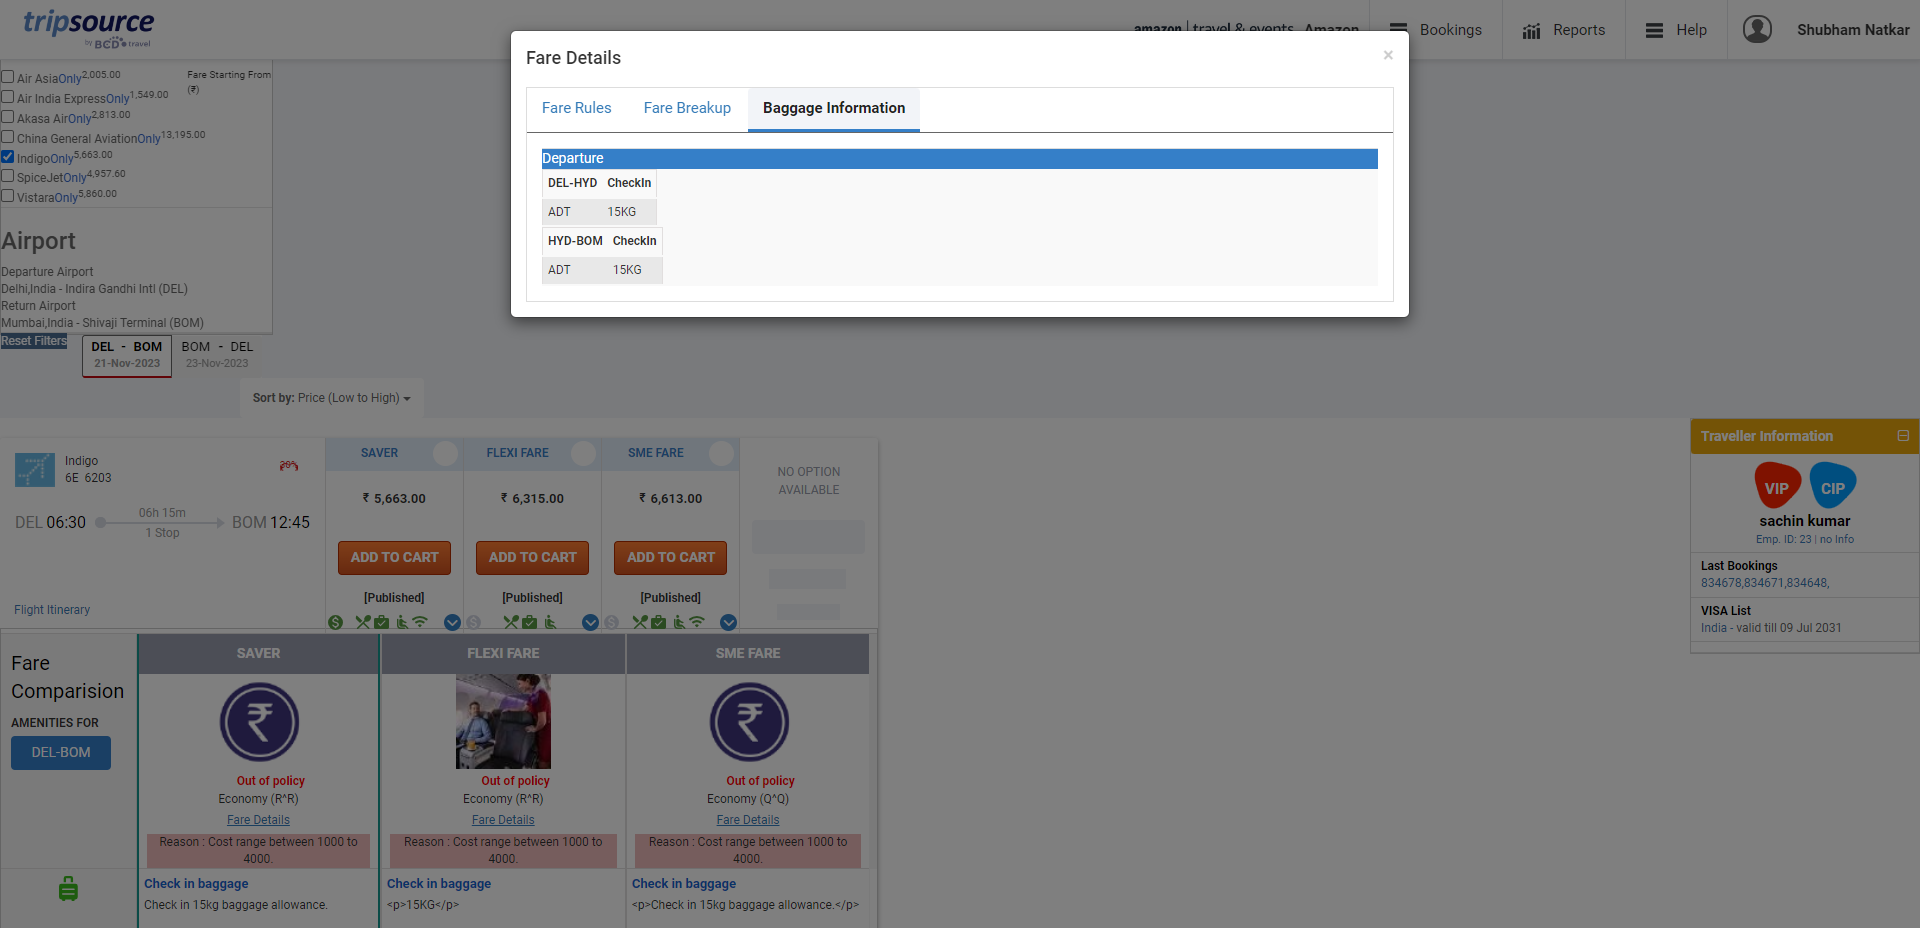 tripsource
by BCD travel
amazon | travel & events Amazon
Bookings
Reports
Help
Shubham Natkar
Air AsiaOnly2,005.00
Fare Starting From
(₹)
Air India ExpressOnly1,549.00
Akasa AirOnly2,813.00
China General AviationOnly13,195.00
IndigoOnly5,663.00
SpiceJetOnly4,957.60
VistaraOnly5,860.00
Airport
Departure Airport
Delhi,India - Indira Gandhi Intl (DEL)
Return Airport
Mumbai,India - Shivaji Terminal (BOM)
Reset Filters
DEL - BOM
21-Nov-2023
BOM - DEL
23-Nov-2023
Sort by: Price (Low to High)
Fare Details
×
Fare Rules
Fare Breakup
Baggage Information
Departure
DEL-HYD CheckIn
ADT 15KG
HYD-BOM CheckIn
ADT 15KG
Indigo
6E 6203
DEL 06:30
06h 15m
1 Stop
BOM 12:45
Flight Itinerary
SAVER
₹ 5,663.00
ADD TO CART
[Published]
FLEXI FARE
₹ 6,315.00
ADD TO CART
[Published]
SME FARE
₹ 6,613.00
ADD TO CART
[Published]
NO OPTION
AVAILABLE
Traveller Information
VIP
CIP
sachin kumar
Emp. ID: 23 | no Info
Last Bookings
834678,834671,834648,
VISA List
India - valid till 09 Jul 2031
Fare
Comparision
AMENITIES FOR
DEL-BOM
SAVER
Out of policy
Economy (R^R)
Fare Details
Reason : Cost range between 1000 to
4000.
Check in baggage
Check in 15kg baggage allowance.
FLEXI FARE
Out of policy
Economy (R^R)
Fare Details
Reason : Cost range between 1000 to
4000.
Check in baggage
<p>15KG</p>
SME FARE
Out of policy
Economy (Q^Q)
Fare Details
Reason : Cost range between 1000 to
4000.
Check in baggage
<p>Check in 15kg baggage allowance.</p>